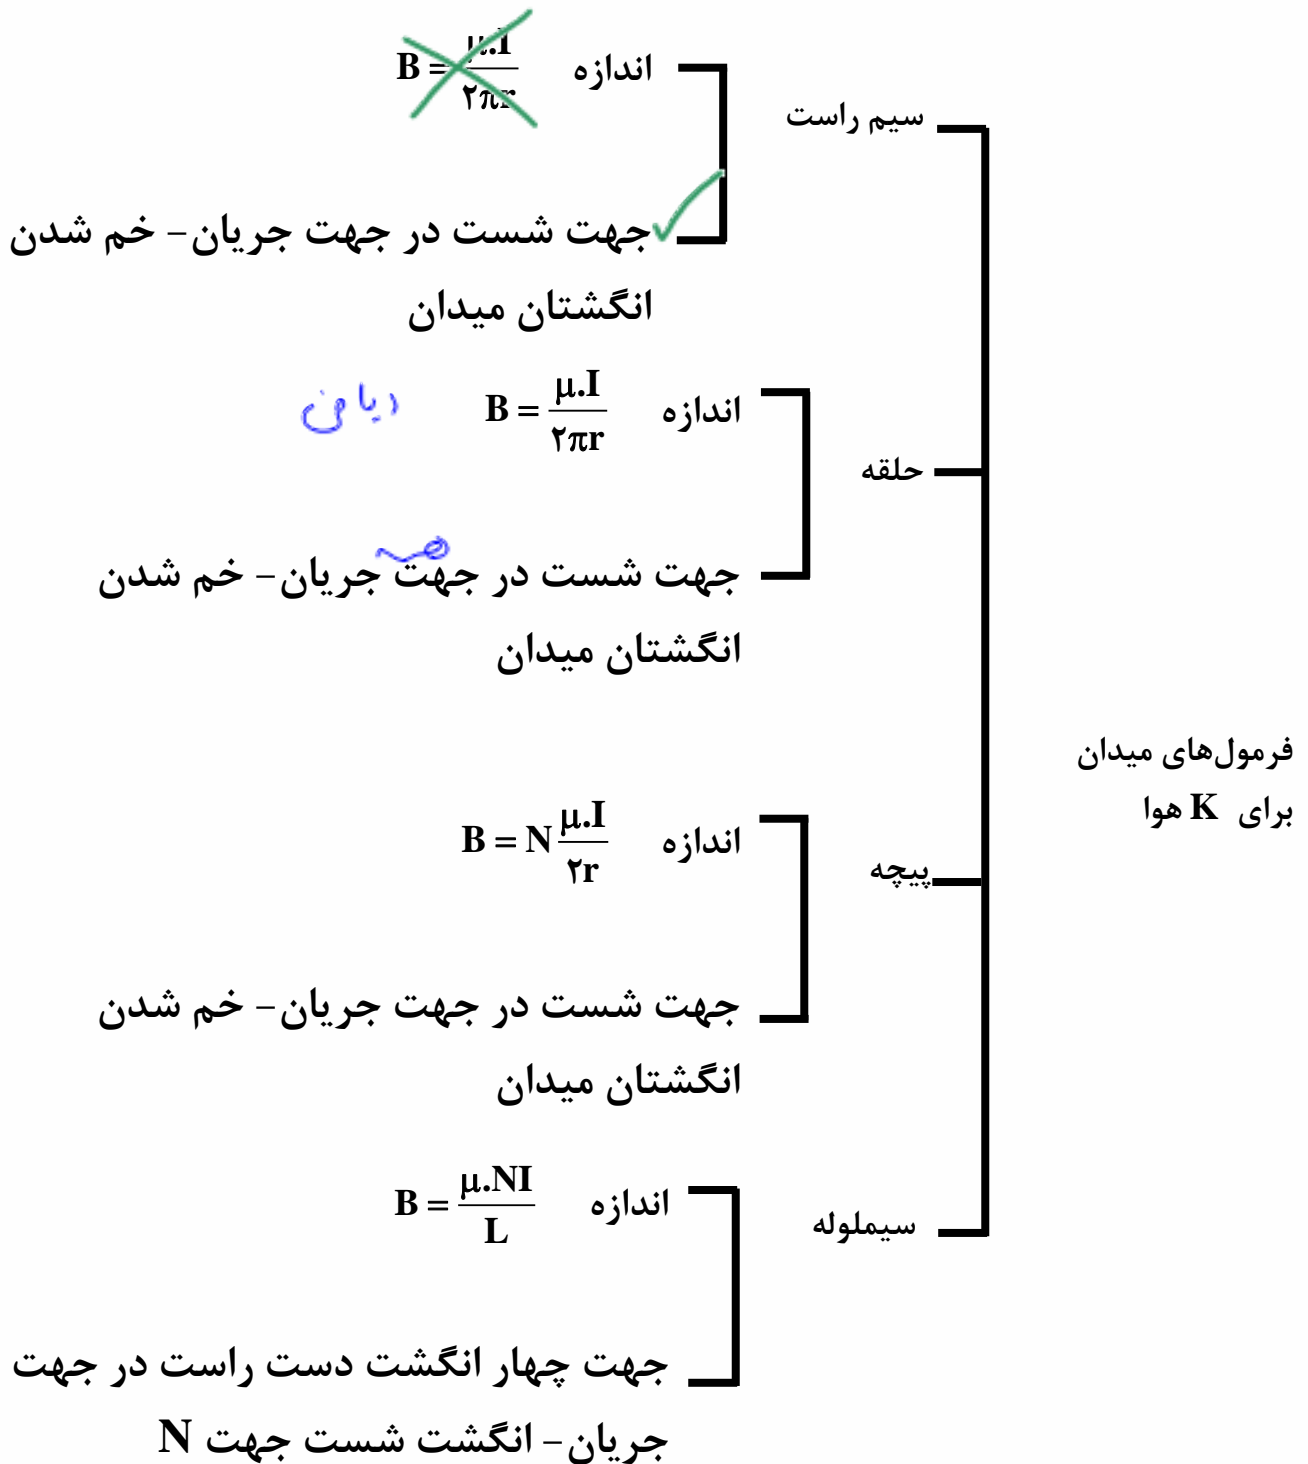 فرمول‌های میدان
برای K هوا
سیم راست
اندازه B = μ.I / ۲πr
جهت شست در جهت جریان- خم شدن
انگشتان میدان
حلقه
اندازه B = μ.I / ۲πr ریاضی
جهت شست در جهت جریان- خم شدن
انگشتان میدان
پیچه
اندازه B = N μ.I / ۲r
جهت شست در جهت جریان- خم شدن
انگشتان میدان
سیملوله
اندازه B = μ.NI / L
جهت چهار انگشت دست راست در جهت
جریان- انگشت شست جهت N